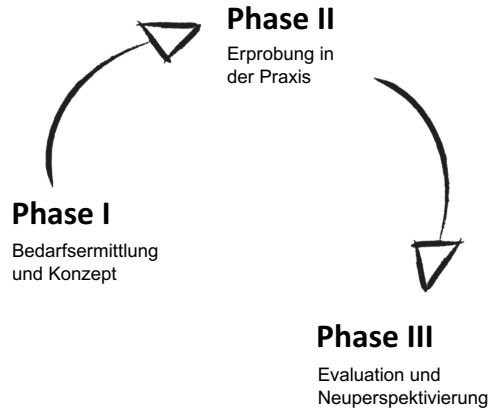 Phase II
Erprobung in
der Praxis
Phase I
Bedarfsermittlung
und Konzept
Phase III
Evaluation und
Neuperspektivierung